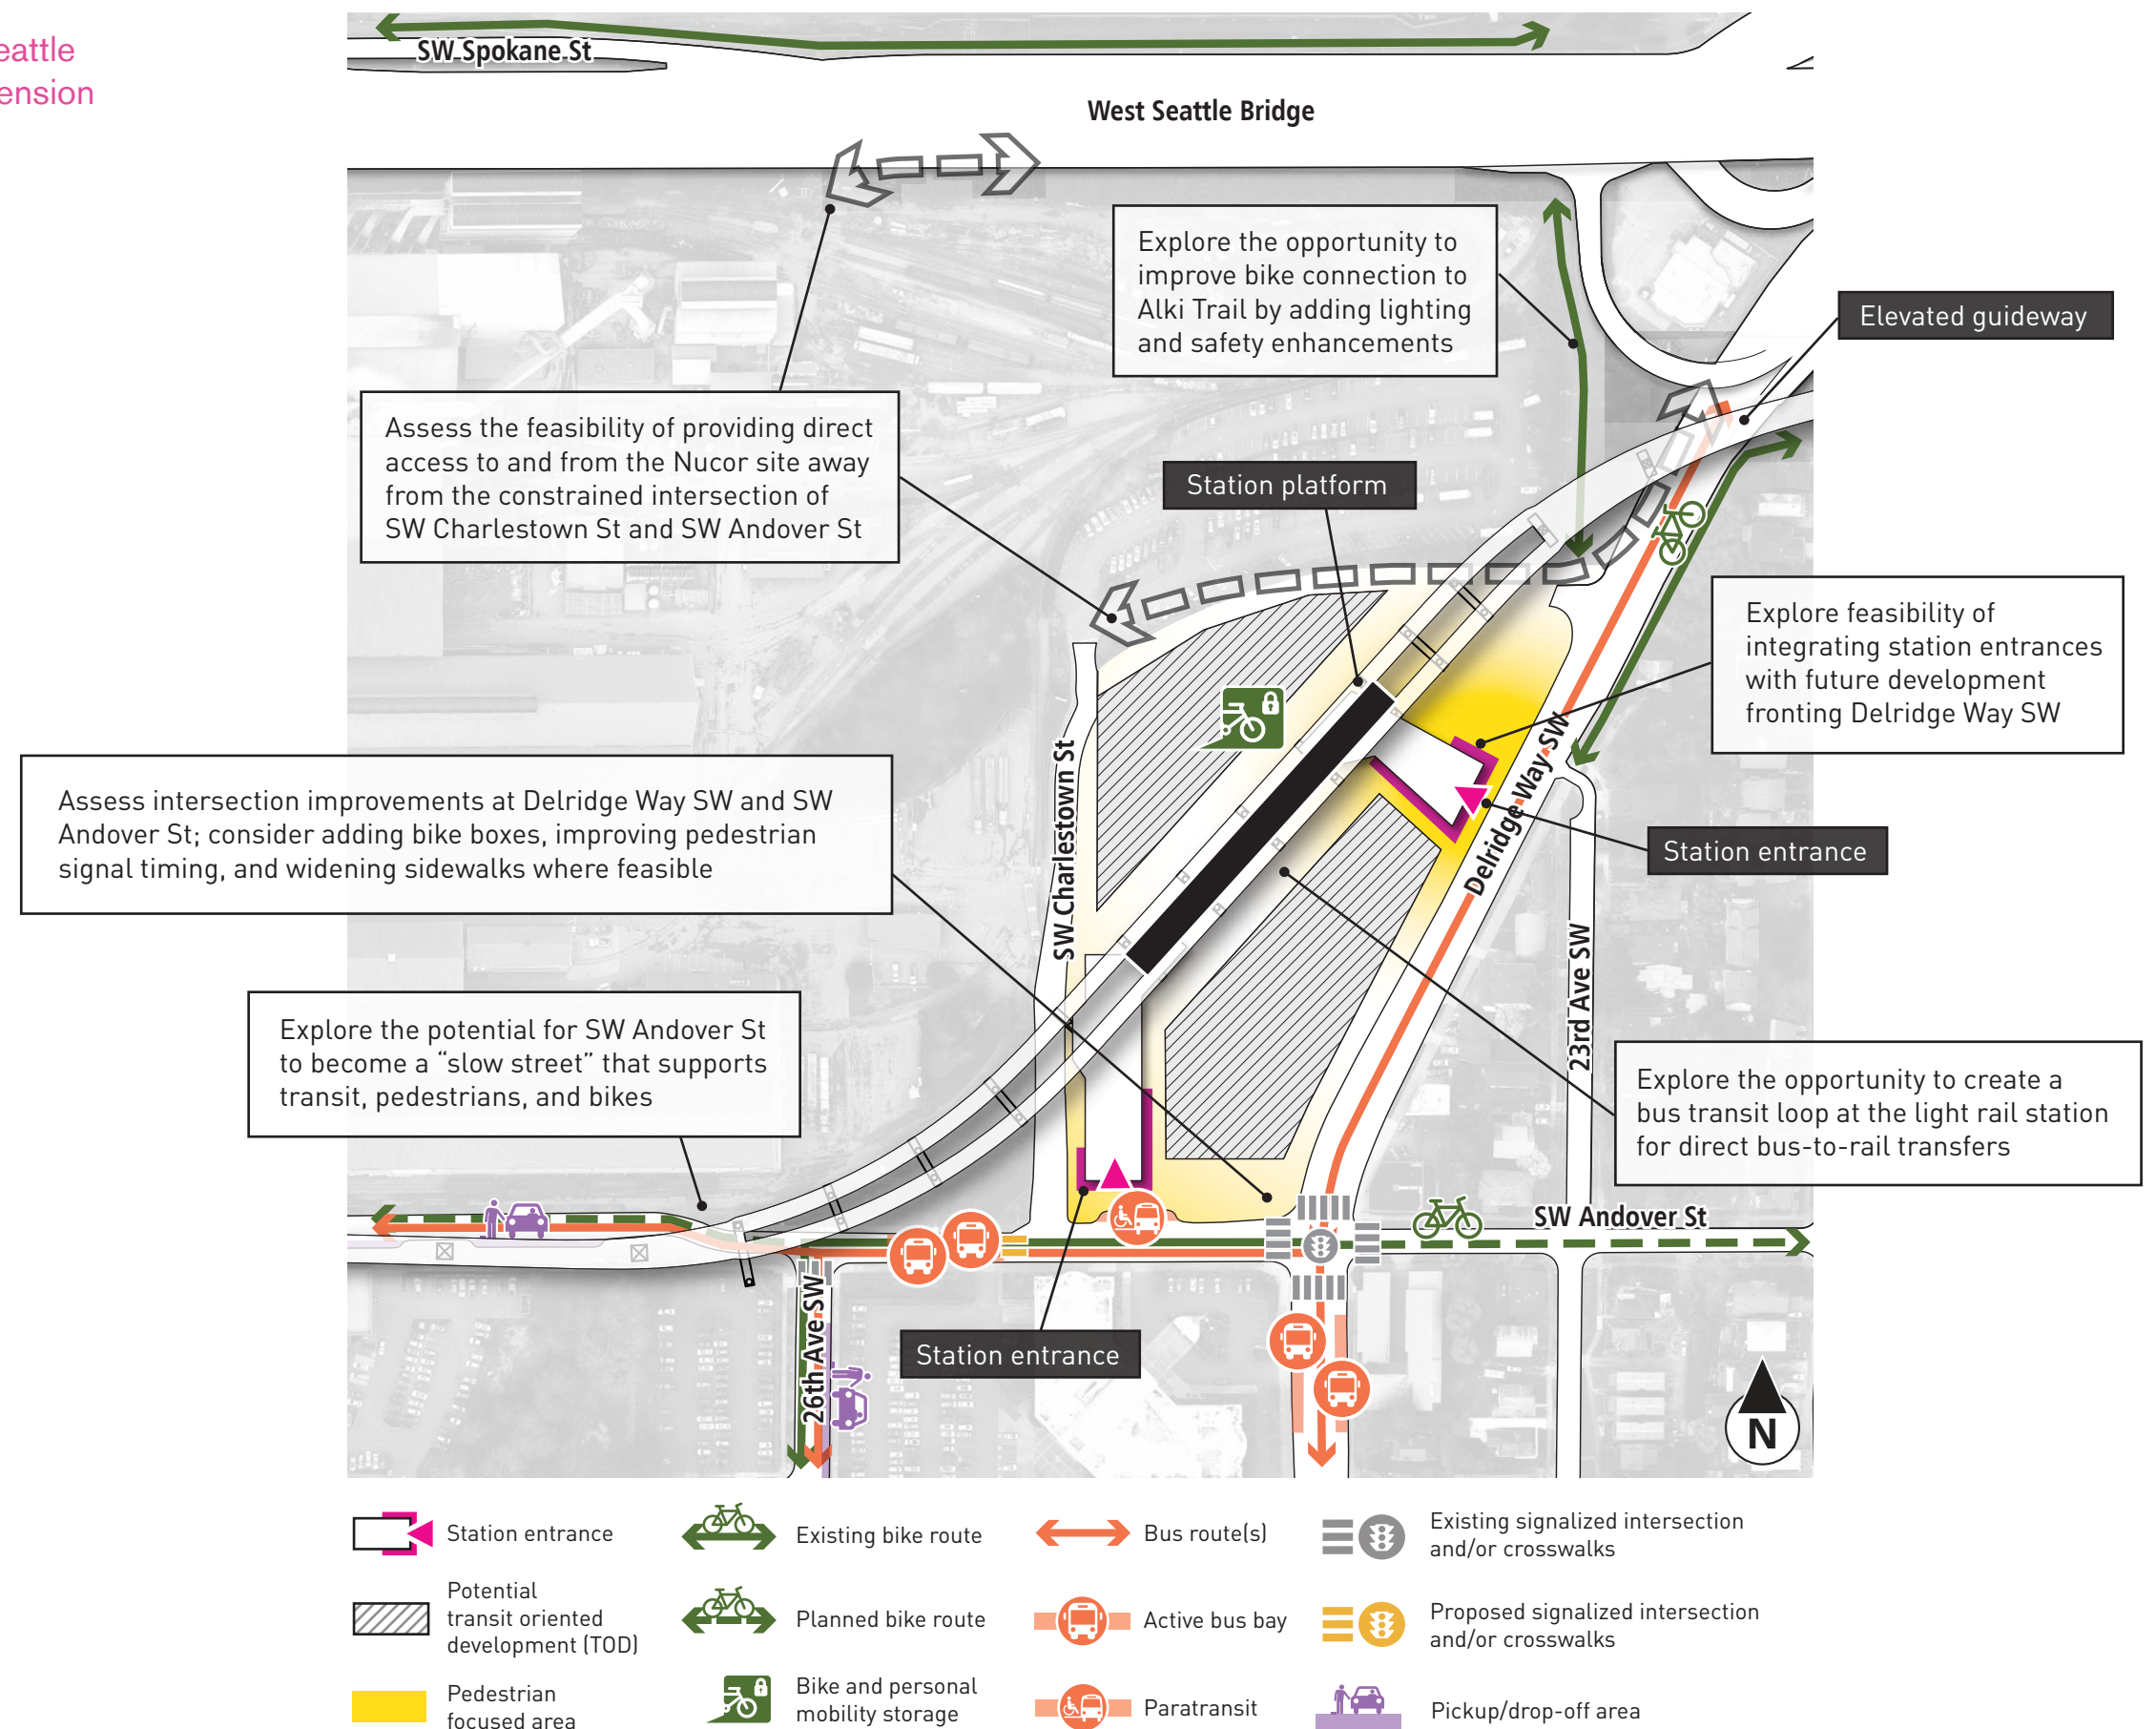 eattle
ension
SW Spokane St
West Seattle Bridge
Explore the opportunity to
improve bike connection to
Alki Trail by adding lighting
and safety enhancements
Elevated guideway
Assess the feasibility of providing direct
access to and from the Nucor site away
from the constrained intersection of
SW Charlestown St and SW Andover St
Station platform
Explore feasibility of
integrating station entrances
with future development
fronting Delridge Way SW
SW Charlestown St
Delridge Way SW
Assess intersection improvements at Delridge Way SW and SW
Andover St; consider adding bike boxes, improving pedestrian
signal timing, and widening sidewalks where feasible
Station entrance
23rd Ave SW
Explore the potential for SW Andover St
to become a “slow street” that supports
transit, pedestrians, and bikes
Explore the opportunity to create a
bus transit loop at the light rail station
for direct bus-to-rail transfers
SW Andover St
26th Ave SW
Station entrance
N
Station entrance
Existing bike route
Bus route(s)
Existing signalized intersection
and/or crosswalks
Potential
transit oriented
development (TOD)
Planned bike route
Active bus bay
Proposed signalized intersection
and/or crosswalks
Pedestrian
focused area
Bike and personal
mobility storage
Paratransit
Pickup/drop-off area